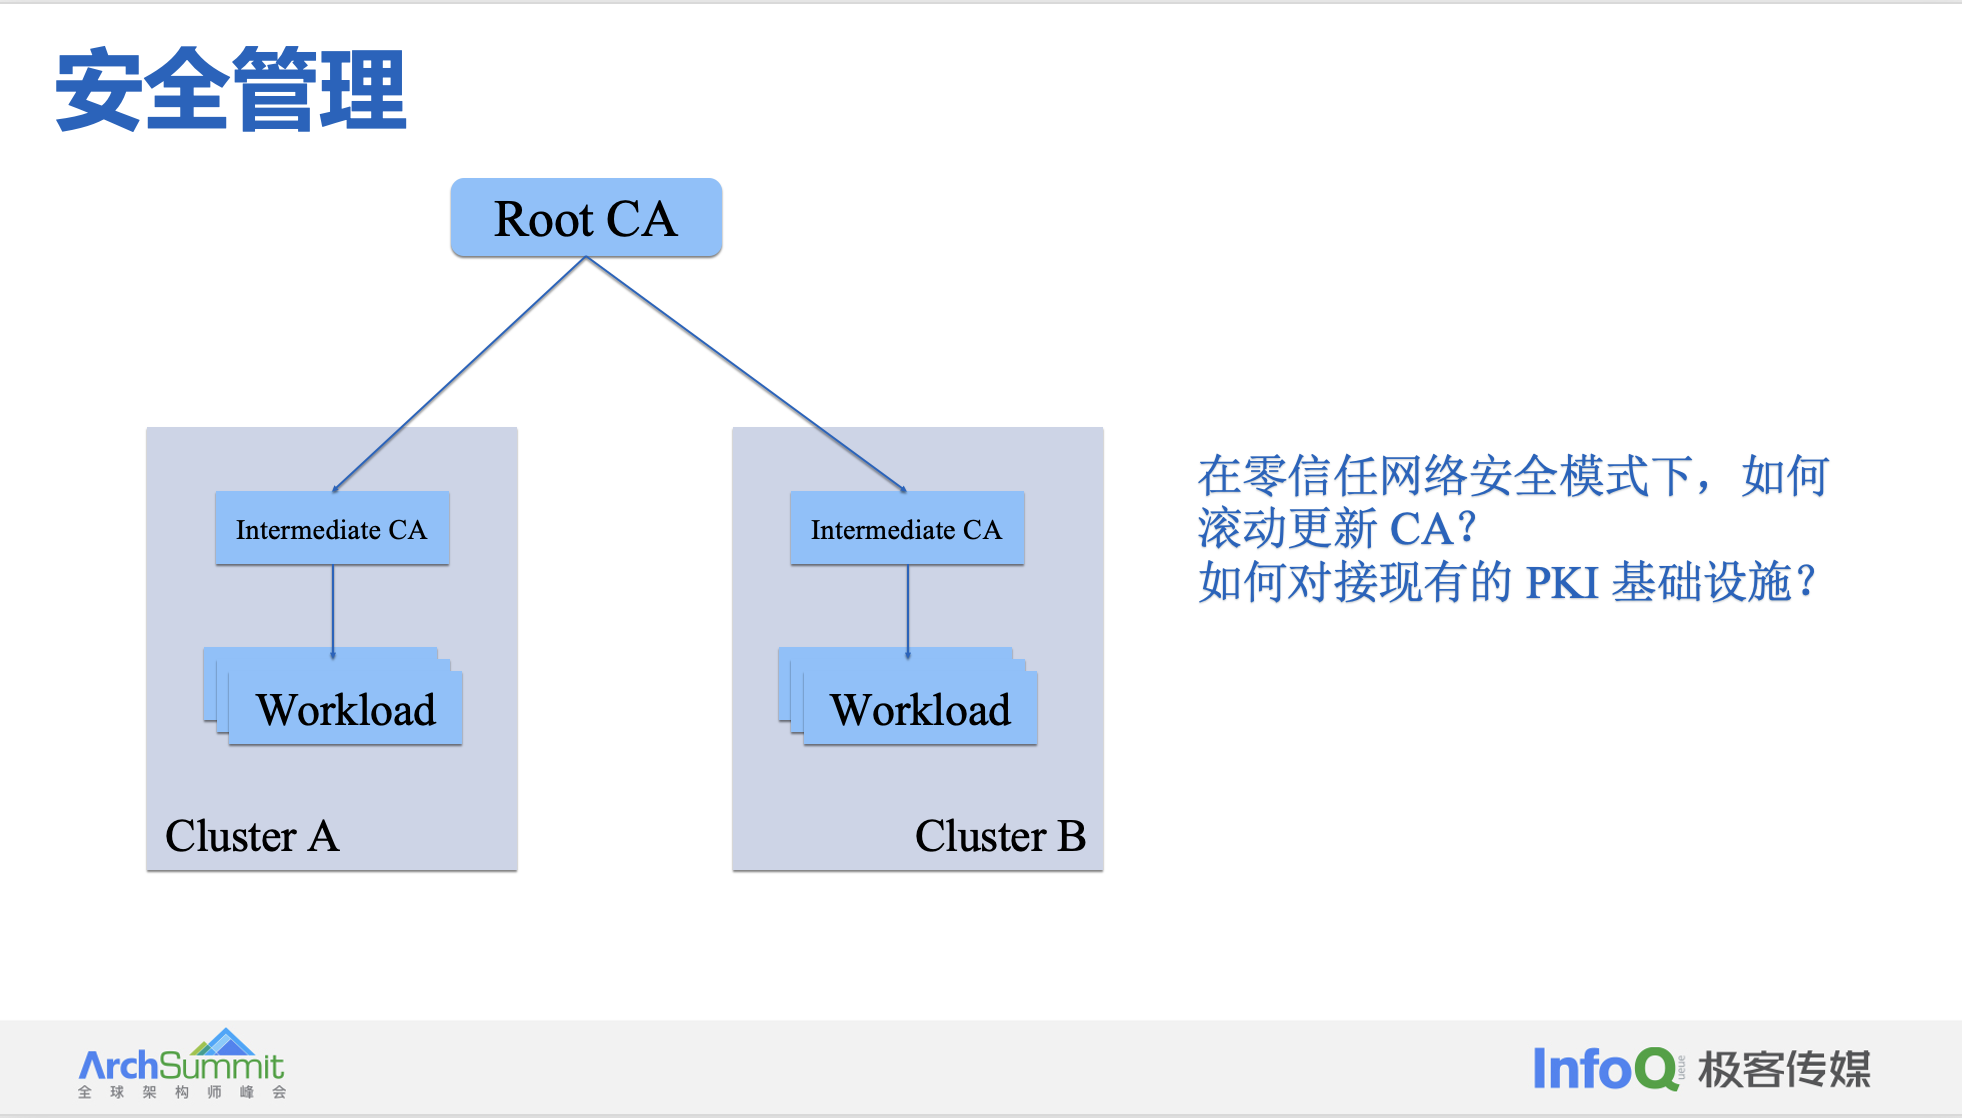 安全管理
Root CA
Intermediate CA
Intermediate CA
Workload
Workload
Cluster A
Cluster B
在零信任网络安全模式下，如何
滚动更新 CA？
如何对接现有的 PKI 基础设施？
ArchSummit
全球架构师峰会
InfoQ ueue 极客传媒